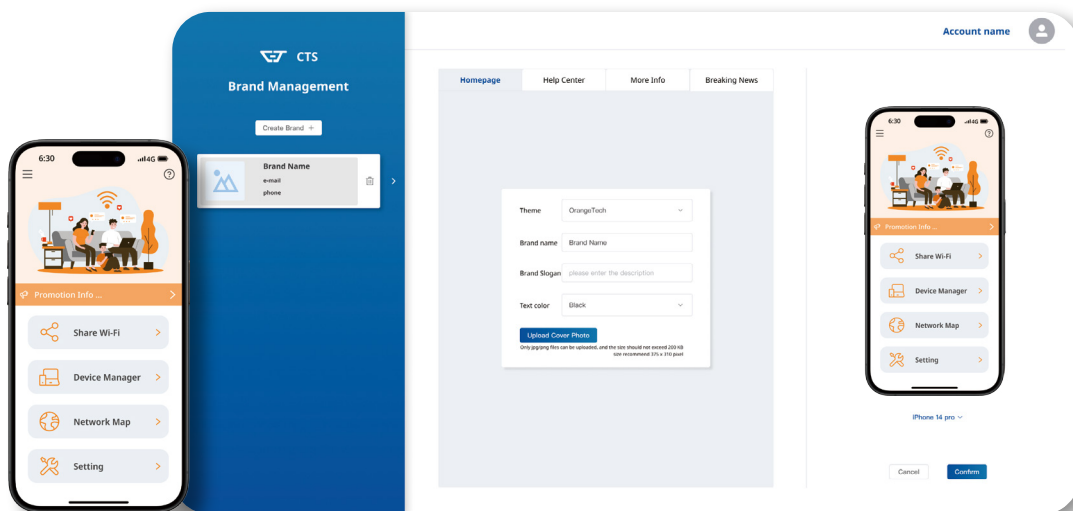 6:30
4G
Promotion Info ...
Share Wi-Fi
Device Manager
Network Map
Setting
CTS
Brand Management
Create Brand +
Brand Name
e-mail
phone
Account name
Homepage
Help Center
More Info
Breaking News
Theme
OrangeTech
Brand name
Brand Name
Brand Slogan
please enter the description
Text color
Black
Upload Cover Photo
Only jpg/png files can be uploaded, and the size should not exceed 200 KB
size recommend 375 x 310 pixel
6:30
4G
Promotion Info ...
Share Wi-Fi
Device Manager
Network Map
Setting
iPhone 14 pro
Cancel
Confirm